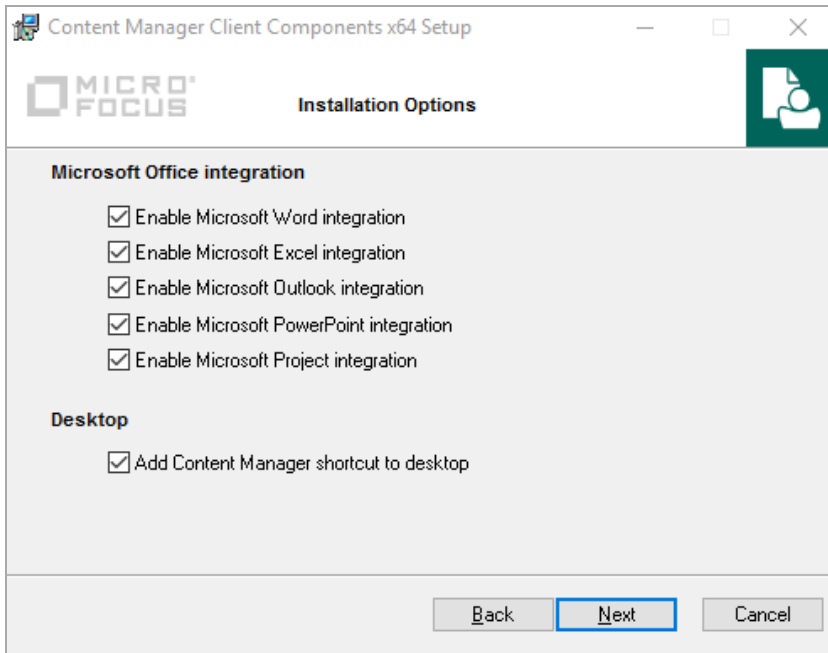 Content Manager Client Components x64 Setup
MICRO
FOCUS
Installation Options
Microsoft Office integration
Enable Microsoft Word integration
Enable Microsoft Excel integration
Enable Microsoft Outlook integration
Enable Microsoft PowerPoint integration
Enable Microsoft Project integration
Desktop
Add Content Manager shortcut to desktop
Back Next Cancel